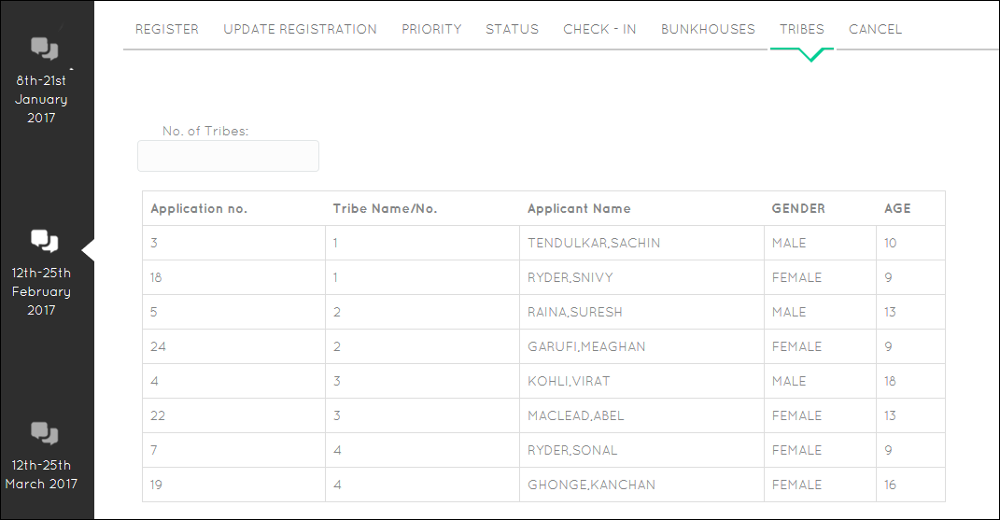 REGISTER UPDATE REGISTRATION PRIORITY STATUS CHECK - IN BUNKHOUSES TRIBES CANCEL
8th-21st
January
2017
12th-25th
February
2017
12th-25th
March 2017
No. of Tribes:
Application no. Tribe Name/No. Applicant Name GENDER AGE
3 1 TENDULKAR,SACHIN MALE 10
18 1 RYDER,SNIVY FEMALE 9
5 2 RAINA,SURESH MALE 13
24 2 GARUFI,MEAGHAN FEMALE 9
4 3 KOHLI,VIRAT MALE 18
22 3 MACLEAD,ABEL FEMALE 13
7 4 RYDER,SONAL FEMALE 9
19 4 GHONGE,KANCHAN FEMALE 16